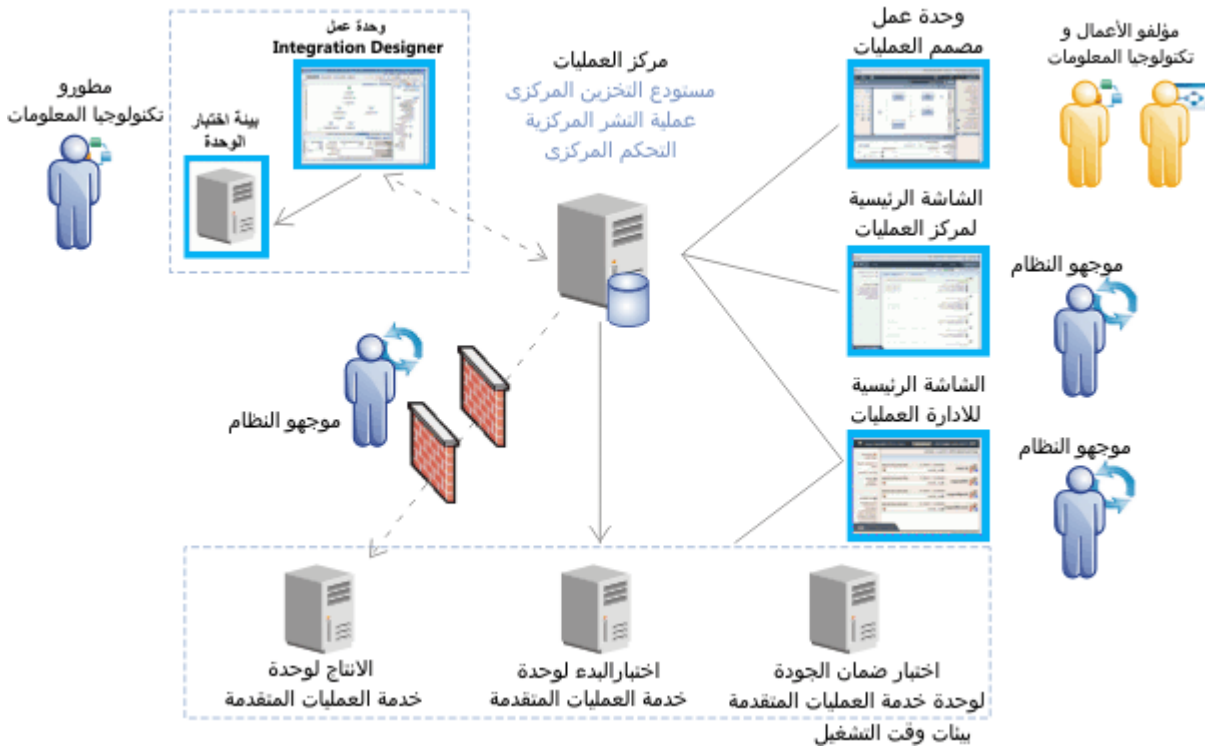 مؤلفو الأعمال و
تكنولوجيا المعلومات
وحدة عمل
مصمم العمليات
مركز العمليات
مستودع التخزين المركزى
عملية النشر المركزية
التحكم المركزى
وحدة عمل
Integration Designer
بيئة اختبار
الوحدة
مطورو
تكنولوجيا المعلومات
الشاشة الرئيسية
لمركز العمليات
موجهو النظام
الشاشة الرئيسية
للادارة العمليات
موجهو النظام
موجهو النظام
اختبار ضمان الجودة
لوحدة خدمة العمليات المتقدمة
اختبارالبدء لوحدة
خدمة العمليات المتقدمة
الانتاج لوحدة
خدمة العمليات المتقدمة
بيئات وقت التشغيل